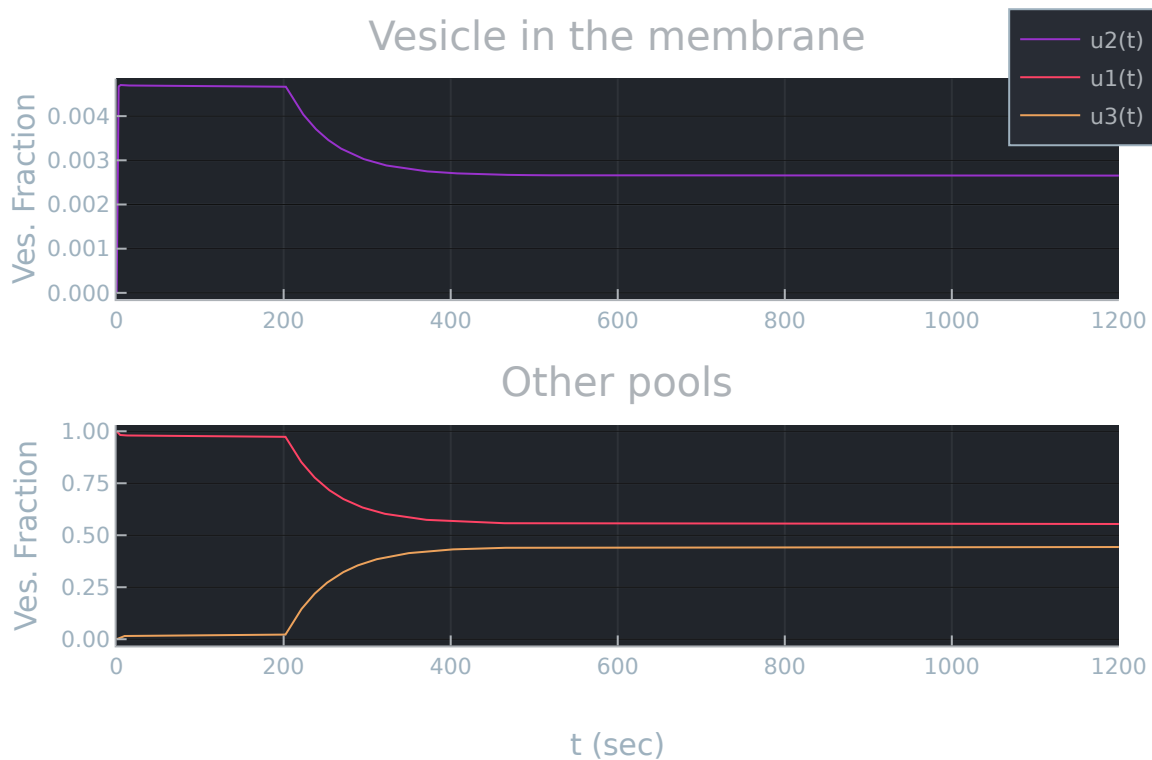 Vesicle in the membrane
u2(t)
u1(t)
u3(t)
Ves. Fraction
0.004
0.003
0.002
0.001
0.000
0 200 400 600 800 1000 1200
Other pools
Ves. Fraction
1.00
0.75
0.50
0.25
0.00
0 200 400 600 800 1000 1200
t (sec)